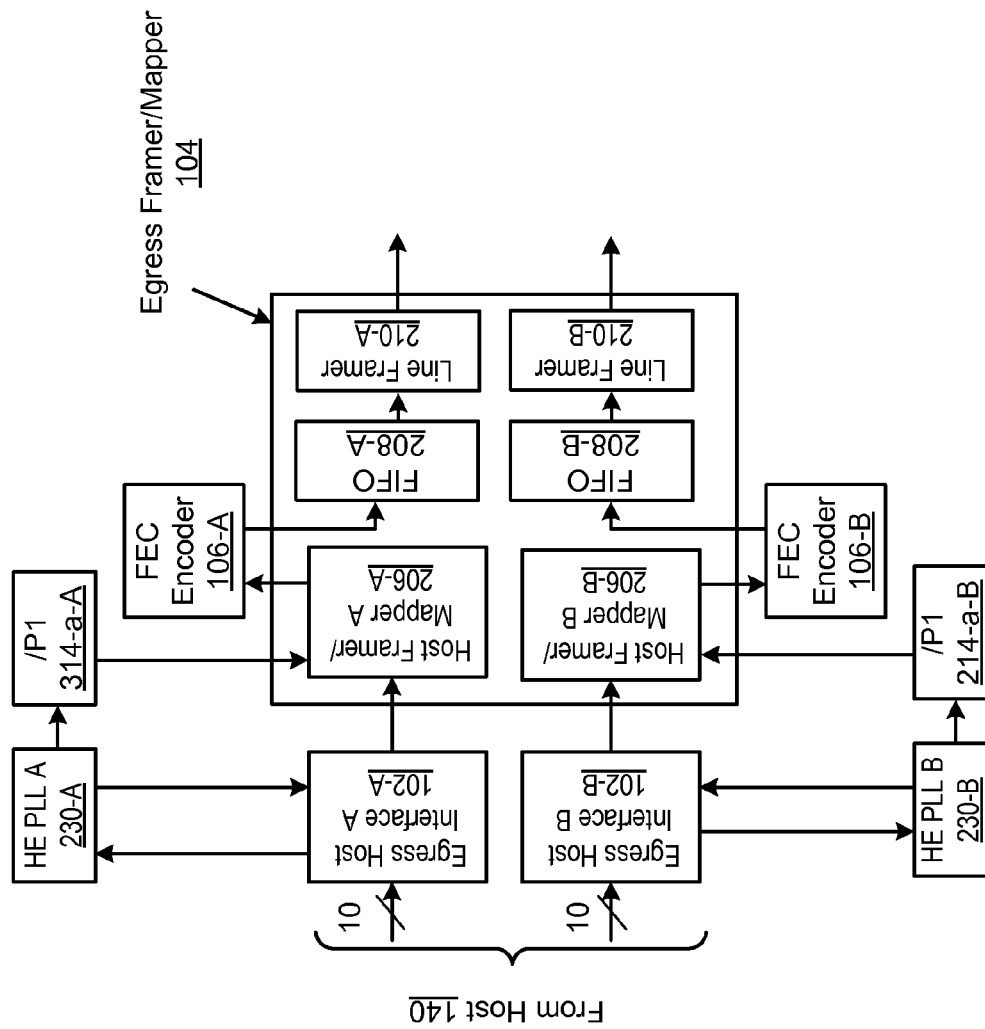 Egress Framer/Mapper
104
HE PLL A
230-A
/P1
314-a-A
FEC
Encoder
106-A
10
Egress Host
Interface A
102-A
Host Framer/
Mapper A
206-A
FIFO
208-A
Line Framer
210-A
From Host 140
10
Egress Host
Interface B
102-B
Host Framer/
Mapper B
206-B
FIFO
208-B
Line Framer
210-B
HE PLL B
230-B
/P1
214-a-B
FEC
Encoder
106-B